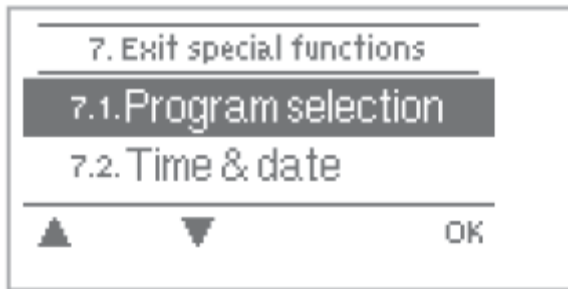 7. Exit special functions
7.1. Program selection
7.2. Time & date
OK